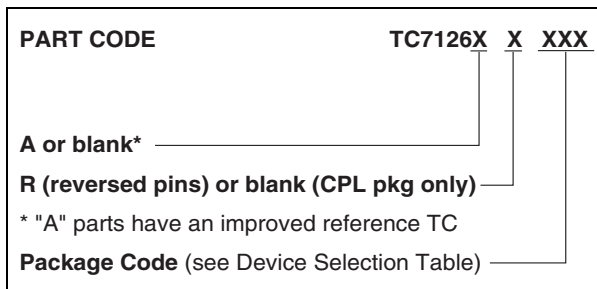 PART CODE TC7126X X XXX
A or blank*
R (reversed pins) or blank (CPL pkg only)
* "A" parts have an improved reference TC
Package Code (see Device Selection Table)